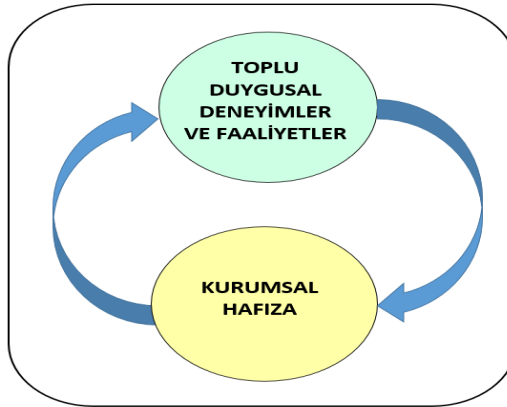 TOPLU
DUYGUSAL
DENEYİMLER
VE FAALİYETLER
KURUMSAL
HAFIZA